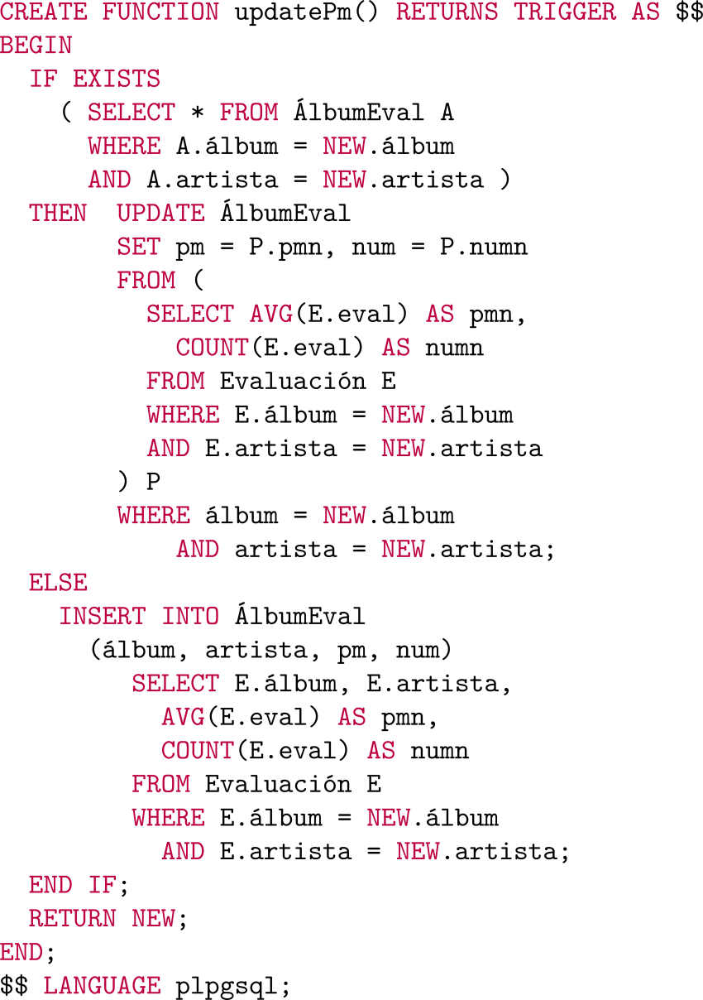 CREATE FUNCTION updatePm() RETURNS TRIGGER AS $$
BEGIN
  IF EXISTS
    ( SELECT * FROM ÁlbumEval A
      WHERE A.álbum = NEW.álbum
      AND A.artista = NEW.artista )
  THEN  UPDATE ÁlbumEval
        SET pm = P.pmn, num = P.numn
        FROM (
          SELECT AVG(E.eval) AS pmn,
            COUNT(E.eval) AS numn
          FROM Evaluación E
          WHERE E.álbum = NEW.álbum
          AND E.artista = NEW.artista
        ) P
        WHERE álbum = NEW.álbum
            AND artista = NEW.artista;
  ELSE
    INSERT INTO ÁlbumEval
      (álbum, artista, pm, num)
         SELECT E.álbum, E.artista,
           AVG(E.eval) AS pmn,
           COUNT(E.eval) AS numn
         FROM Evaluación E
         WHERE E.álbum = NEW.álbum
           AND E.artista = NEW.artista;
  END IF;
  RETURN NEW;
END;
$$ LANGUAGE plpgsql;